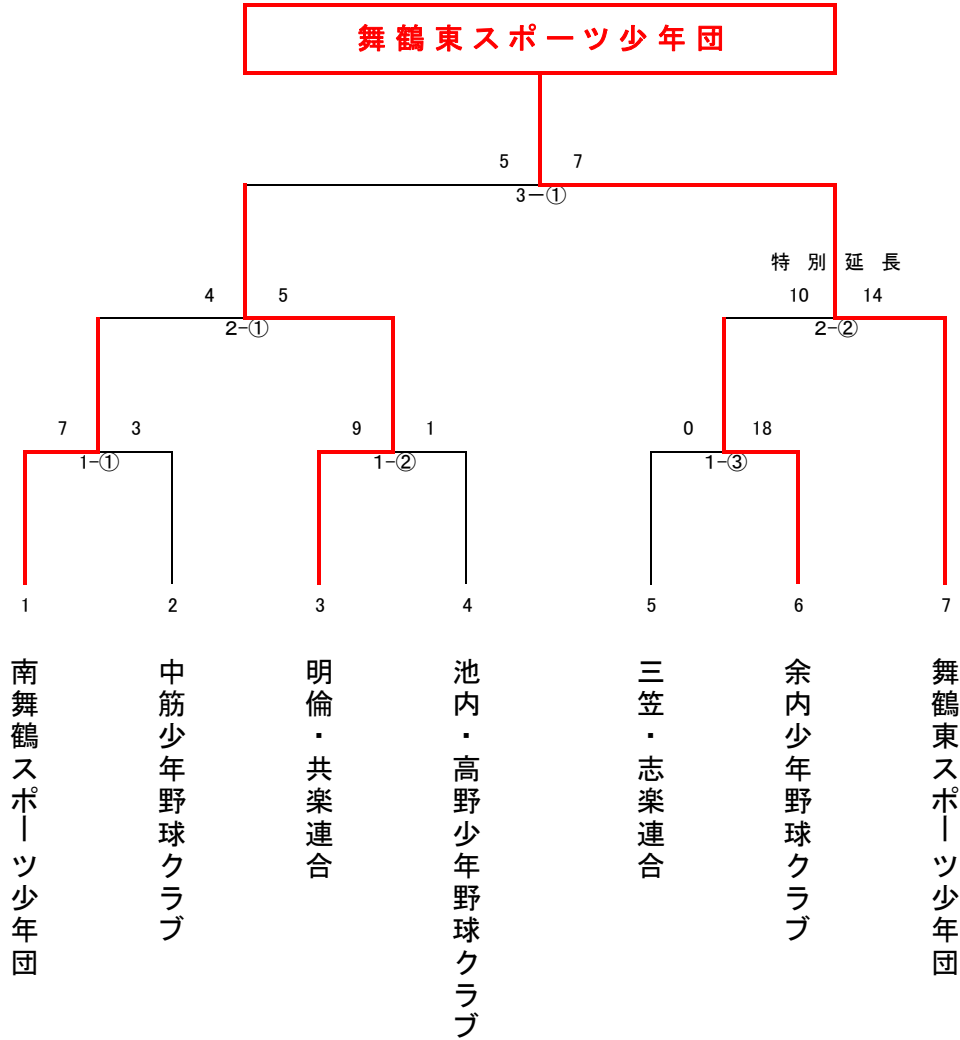 舞鶴東スポーツ少年団
5 7
3－①
特別延長
4 5 10 14
2-① 2-②
7 3 9 1 0 18
1-① 1-② 1-③
1 2 3 4 5 6 7
南舞鶴スポーツ少年団
中筋少年野球クラブ
明倫・共楽連合
池内・高野少年野球クラブ
三笠・志楽連合
余内少年野球クラブ
舞鶴東スポーツ少年団